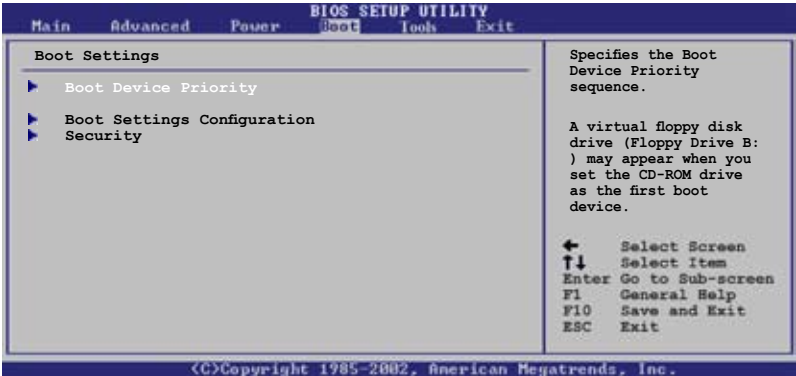 BIOS SETUP UTILITY
Main Advanced Power Boot Tools Exit
Boot Settings
Boot Device Priority
Boot Settings Configuration
Security
Specifies the Boot
Device Priority
sequence.
A virtual floppy disk
drive (Floppy Drive B:
) may appear when you
set the CD-ROM drive
as the first boot
device.
← Select Screen
↑↓ Select Item
Enter Go to Sub-screen
F1 General Help
F10 Save and Exit
ESC Exit
(C)Copyright 1985-2002, American Megatrends, Inc.